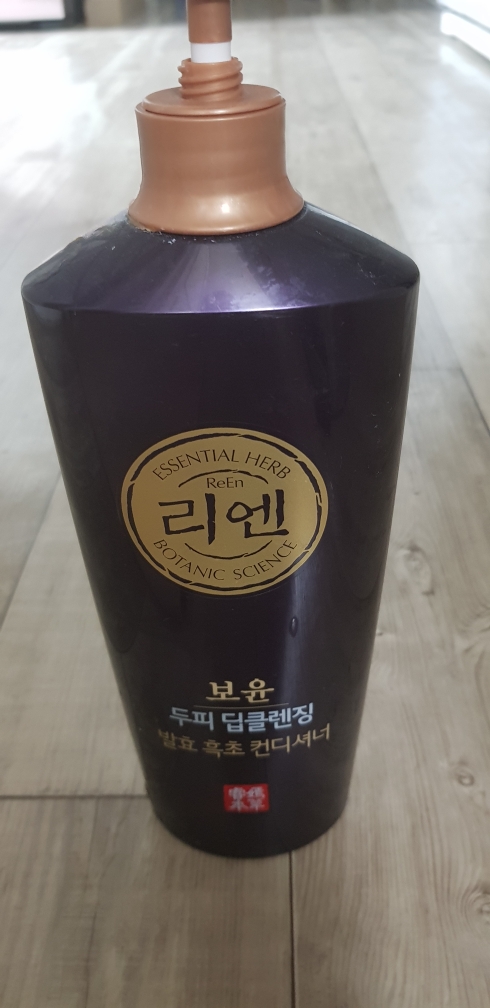 ESSENTIAL HERB
ReEn
리엔
BOTANIC SCIENCE
보윤
두피 딥클렌징
발효 흑초 컨디셔너